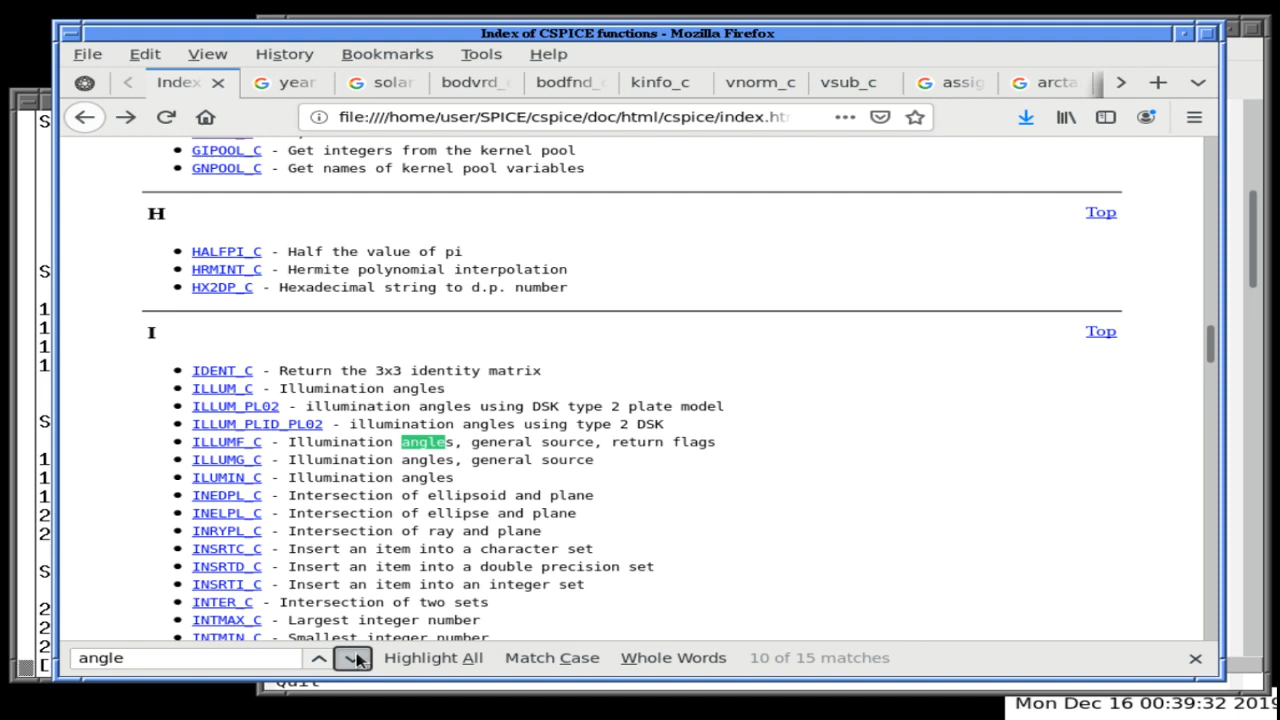 Index of CSPICE functions - Mozilla Firefox
File Edit View History Bookmarks Tools Help
Index year solar bodvrd_ bodfnd_ kinfo_c vnorm_c vsub_c assig arcta
file:////home/user/SPICE/cspice/doc/html/cspice/index.ht
GIPOOL_C - Get integers from the kernel pool
GNPOOL_C - Get names of kernel pool variables
H Top
HALFPI_C - Half the value of pi
HRMINT_C - Hermite polynomial interpolation
HX2DP_C - Hexadecimal string to d.p. number
I Top
IDENT_C - Return the 3x3 identity matrix
ILLUM_C - Illumination angles
ILLUM_PL02 - illumination angles using DSK type 2 plate model
ILLUM_PLID_PL02 - illumination angles using type 2 DSK
ILLUMF_C - Illumination angles, general source, return flags
ILLUMG_C - Illumination angles, general source
ILUMIN_C - Illumination angles
INEDPL_C - Intersection of ellipsoid and plane
INELPL_C - Intersection of ellipse and plane
INRYPL_C - Intersection of ray and plane
INSRTC_C - Insert an item into a character set
INSRTD_C - Insert an item into a double precision set
INSRTI_C - Insert an item into an integer set
INTER_C - Intersection of two sets
INTMAX_C - Largest integer number
INTMIN_C - Smallest integer number
angle Highlight All Match Case Whole Words 10 of 15 matches
Quit
Mon Dec 16 00:39:32 2019